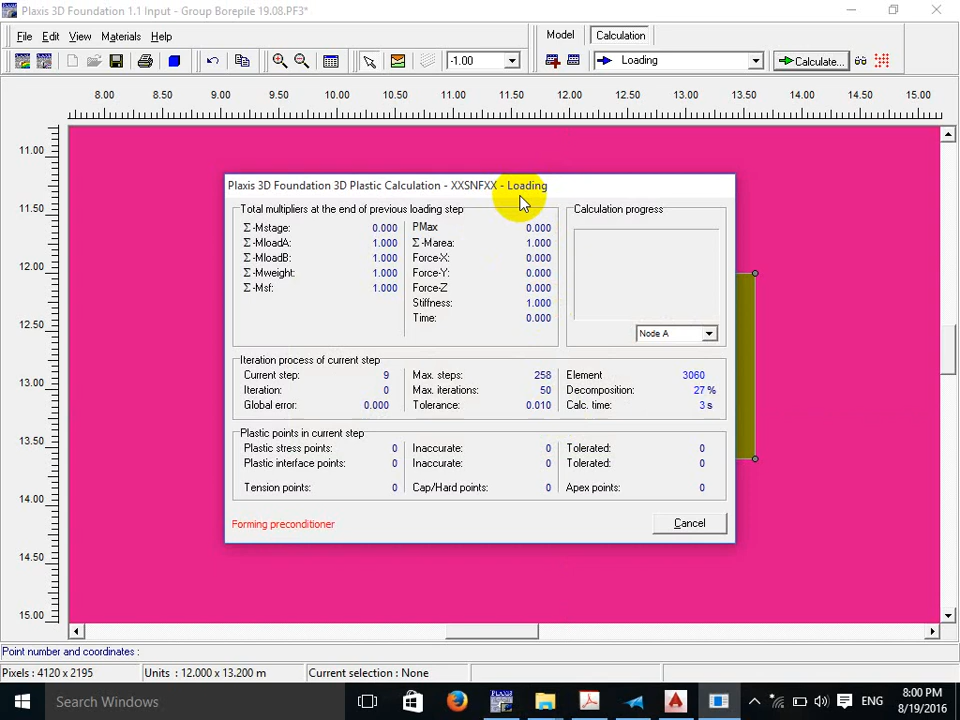 Plaxis 3D Foundation 1.1 Input - Group Borepile 19.08.PF3*
File Edit View Materials Help
Model Calculation
-1.00
Loading
Calculate...
8.00 8.50 9.00 9.50 10.00 10.50 11.00 11.50 12.00 12.50 13.00 13.50 14.00 14.50 15.00
11.00
11.50
12.00
12.50
13.00
13.50
14.00
14.50
15.00
Plaxis 3D Foundation 3D Plastic Calculation - XXSNFXX - Loading
Total multipliers at the end of previous loading step
Σ-Mstage: 0.000 PMax 0.000
Σ-MloadA: 1.000 Σ-Marea: 1.000
Σ-MloadB: 1.000 Force-X: 0.000
Σ-Mweight: 1.000 Force-Y: 0.000
Σ-Msf: 1.000 Force-Z 0.000
Stiffness: 1.000
Time: 0.000
Calculation progress
Node A
Iteration process of current step
Current step: 9 Max. steps: 258 Element 3060
Iteration: 0 Max. iterations: 50 Decomposition: 27 %
Global error: 0.000 Tolerance: 0.010 Calc. time: 3 s
Plastic points in current step
Plastic stress points: 0 Inaccurate: 0 Tolerated: 0
Plastic interface points: 0 Inaccurate: 0 Tolerated: 0
Tension points: 0 Cap/Hard points: 0 Apex points: 0
Forming preconditioner
Cancel
Point number and coordinates :
Pixels : 4120 x 2195 Units : 12.000 x 13.200 m Current selection : None
Search Windows
ENG
8:00 PM
8/19/2016